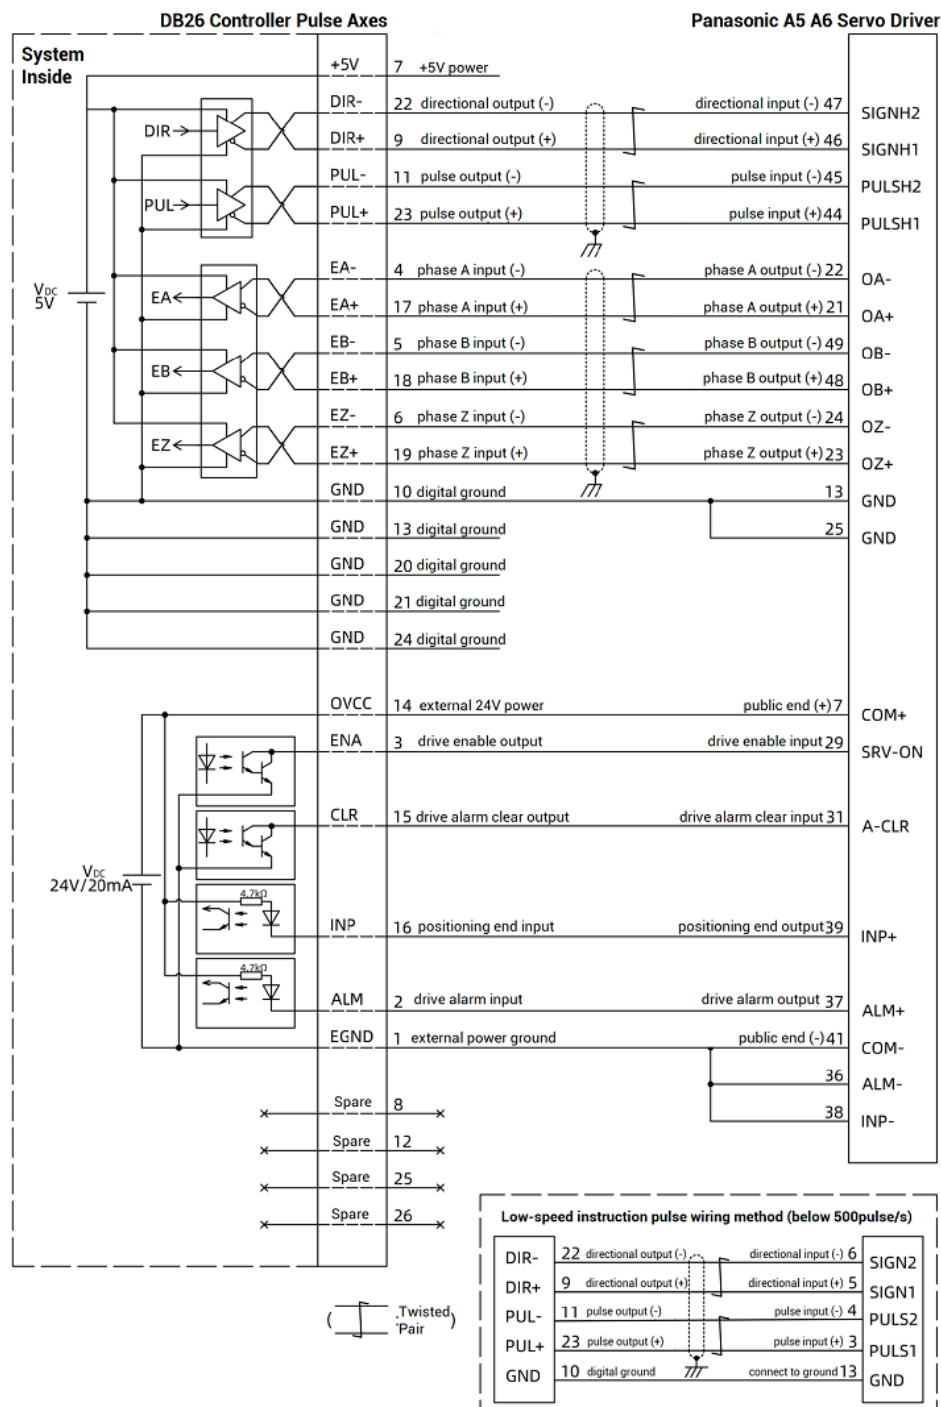 DB26 Controller Pulse Axes Panasonic A5 A6 Servo Driver
System
Inside
+5V 7 +5V power
DIR- 22 directional output (-) directional input (-) 47 SIGNH2
DIR
DIR+ 9 directional output (+) directional input (+) 46 SIGNH1
PUL- 11 pulse output (-) pulse input (-) 45 PULSH2
PUL
PUL+ 23 pulse output (+) pulse input (+) 44 PULSH1
EA- 4 phase A input (-) phase A output (-) 22 OA-
VDC
5V
EA
EA+ 17 phase A input (+) phase A output (+) 21 OA+
EB- 5 phase B input (-) phase B output (-) 49 OB-
EB
EB+ 18 phase B input (+) phase B output (+) 48 OB+
EZ- 6 phase Z input (-) phase Z output (-) 24 OZ-
EZ
EZ+ 19 phase Z input (+) phase Z output (+) 23 OZ+
GND 10 digital ground 13 GND
GND 13 digital ground 25 GND
GND 20 digital ground
GND 21 digital ground
GND 24 digital ground
OVCC 14 external 24V power public end (+) 7 COM+
ENA 3 drive enable output drive enable input 29 SRV-ON
CLR 15 drive alarm clear output drive alarm clear input 31 A-CLR
VDC
24V/20mA
4.7kΩ
INP 16 positioning end input positioning end output 39 INP+
4.7kΩ
ALM 2 drive alarm input drive alarm output 37 ALM+
EGND 1 external power ground public end (-) 41 COM-
36 ALM-
38 INP-
Spare 8
Spare 12
Spare 25
Spare 26
Low-speed instruction pulse wiring method (below 500pulse/s)
DIR- 22 directional output (-) directional input (-) 6 SIGN2
DIR+ 9 directional output (+) directional input (+) 5 SIGN1
PUL- 11 pulse output (-) pulse input (-) 4 PULS2
PUL+ 23 pulse output (+) pulse input (+) 3 PULS1
GND 10 digital ground connect to ground 13 GND
( :Twisted
Pair )